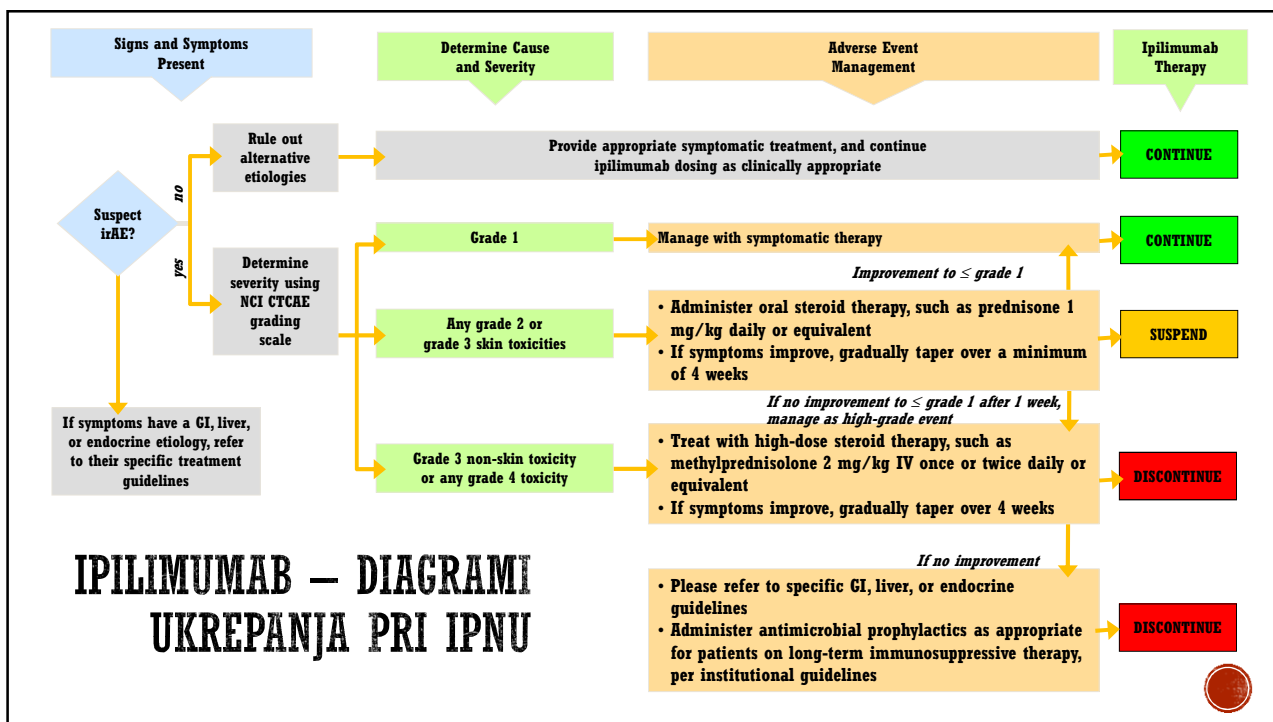 Signs and Symptoms
Present
Determine Cause
and Severity
Adverse Event
Management
Ipilimumab
Therapy
Rule out
alternative
etiologies
Provide appropriate symptomatic treatment, and continue
ipilimumab dosing as clinically appropriate
CONTINUE
no
Suspect
irAE?
yes
Determine
severity using
NCI CTCAE
grading
scale
Grade 1
Manage with symptomatic therapy
CONTINUE
Improvement to ≤ grade 1
Any grade 2 or
grade 3 skin toxicities
• Administer oral steroid therapy, such as prednisone 1
mg/kg daily or equivalent
• If symptoms improve, gradually taper over a minimum
of 4 weeks
SUSPEND
If no improvement to ≤ grade 1 after 1 week,
manage as high-grade event
If symptoms have a GI, liver,
or endocrine etiology, refer
to their specific treatment
guidelines
Grade 3 non-skin toxicity
or any grade 4 toxicity
• Treat with high-dose steroid therapy, such as
methylprednisolone 2 mg/kg IV once or twice daily or
equivalent
• If symptoms improve, gradually taper over 4 weeks
DISCONTINUE
If no improvement
• Please refer to specific GI, liver, or endocrine
guidelines
• Administer antimicrobial prophylactics as appropriate
for patients on long-term immunosuppressive therapy,
per institutional guidelines
DISCONTINUE
IPILIMUMAB – DIAGRAMI
UKREPANJA PRI IPNU